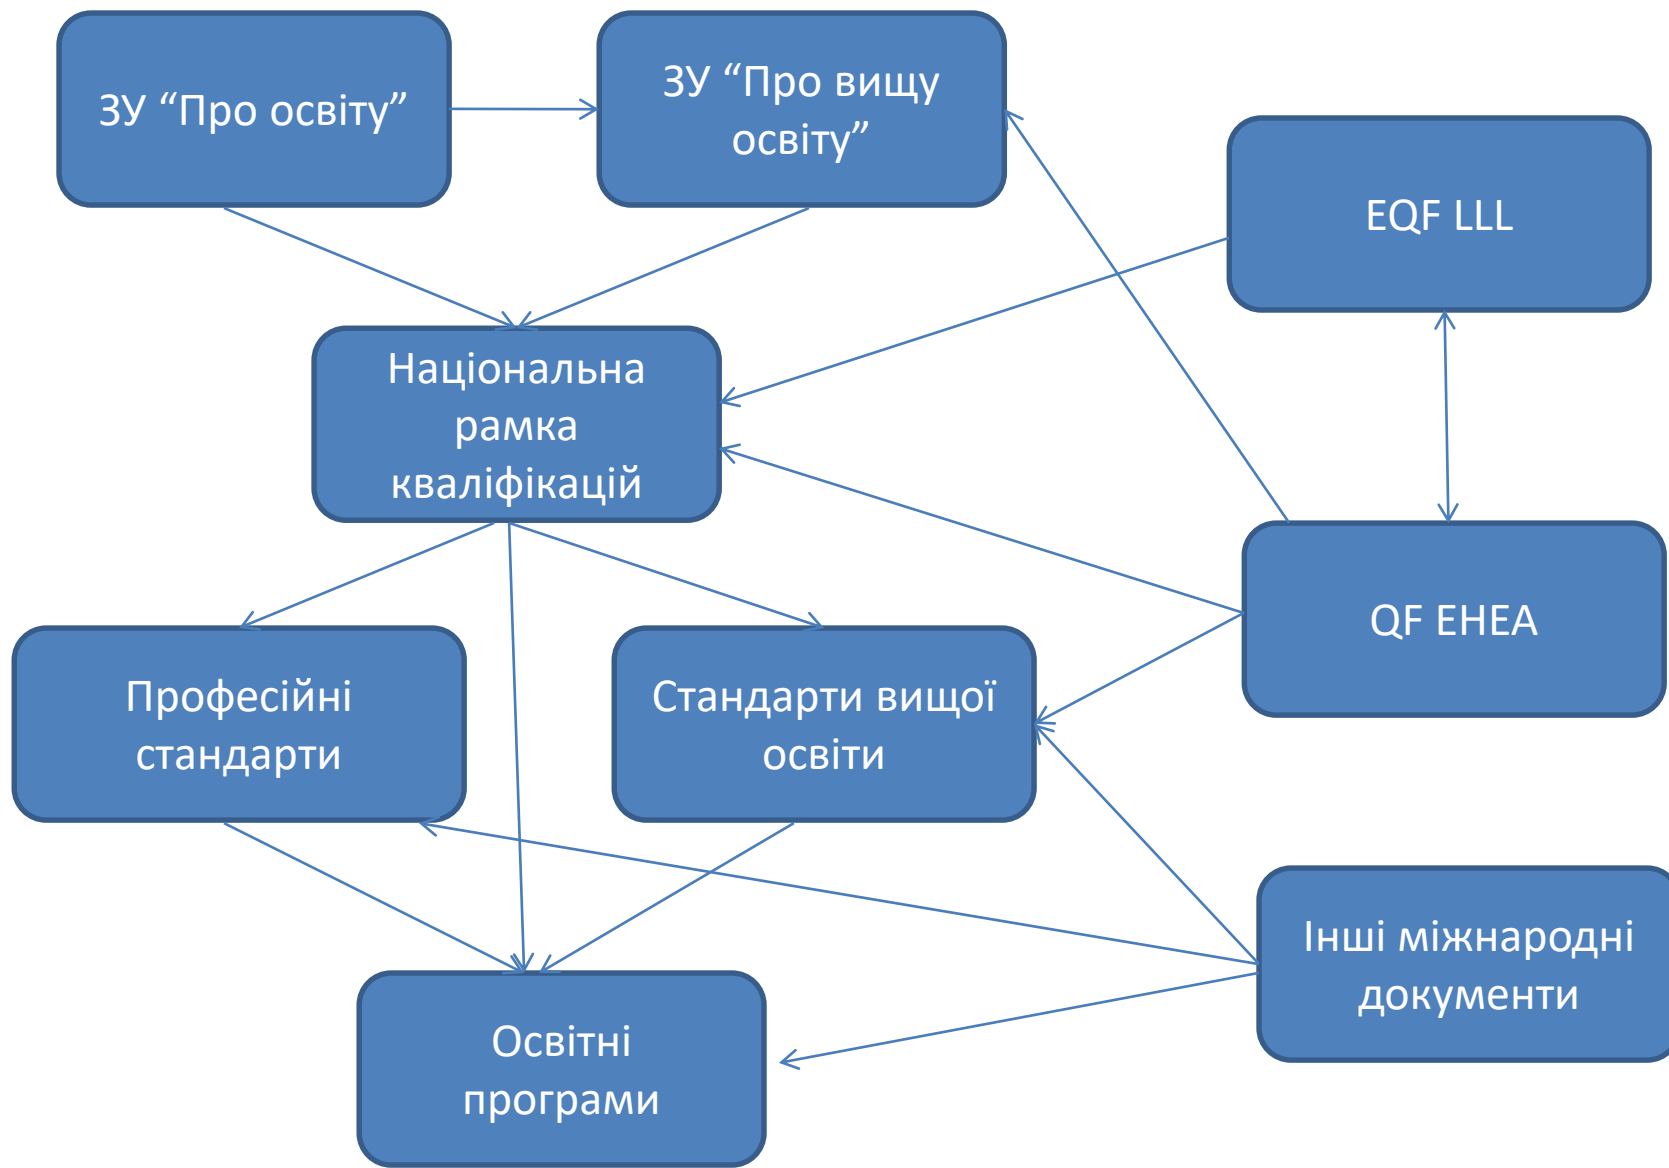 ЗУ “Про освіту”
ЗУ “Про вищу
освіту”
EQF LLL
Національна
рамка
кваліфікацій
QF EHEA
Професійні
стандарти
Стандарти вищої
освіти
Інші міжнародні
документи
Освітні
програми